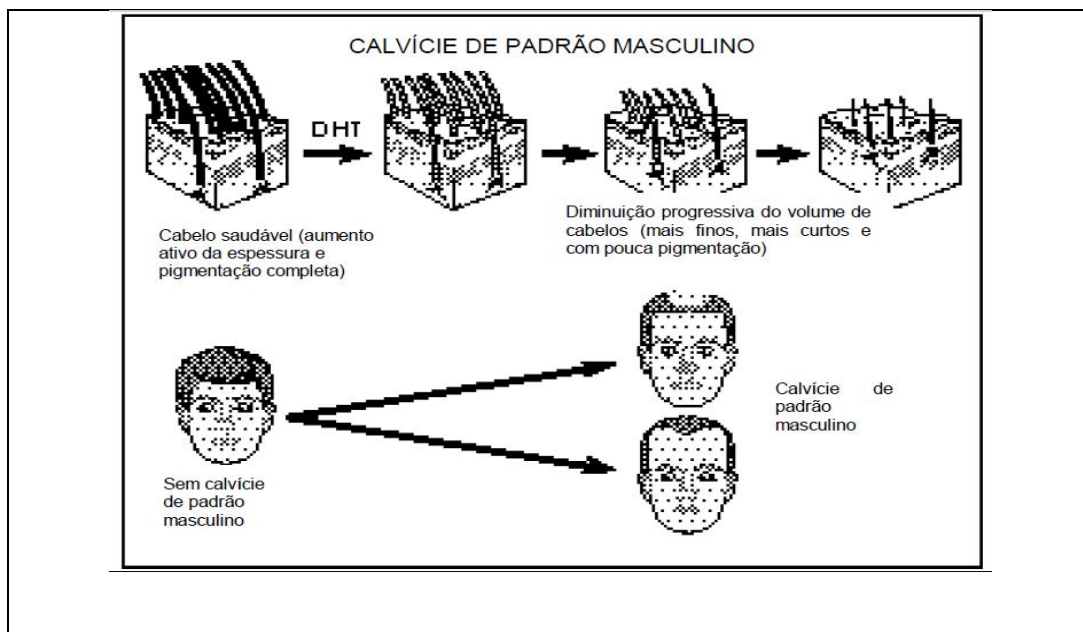 CALVÍCIE DE PADRÃO MASCULINO
DHT
Cabelo saudável (aumento
ativo da espessura e
pigmentação completa)
Diminuição progressiva do volume de
cabelos (mais finos, mais curtos e
com pouca pigmentação)
Sem calvície
de padrão
masculino
Calvície de
padrão
masculino